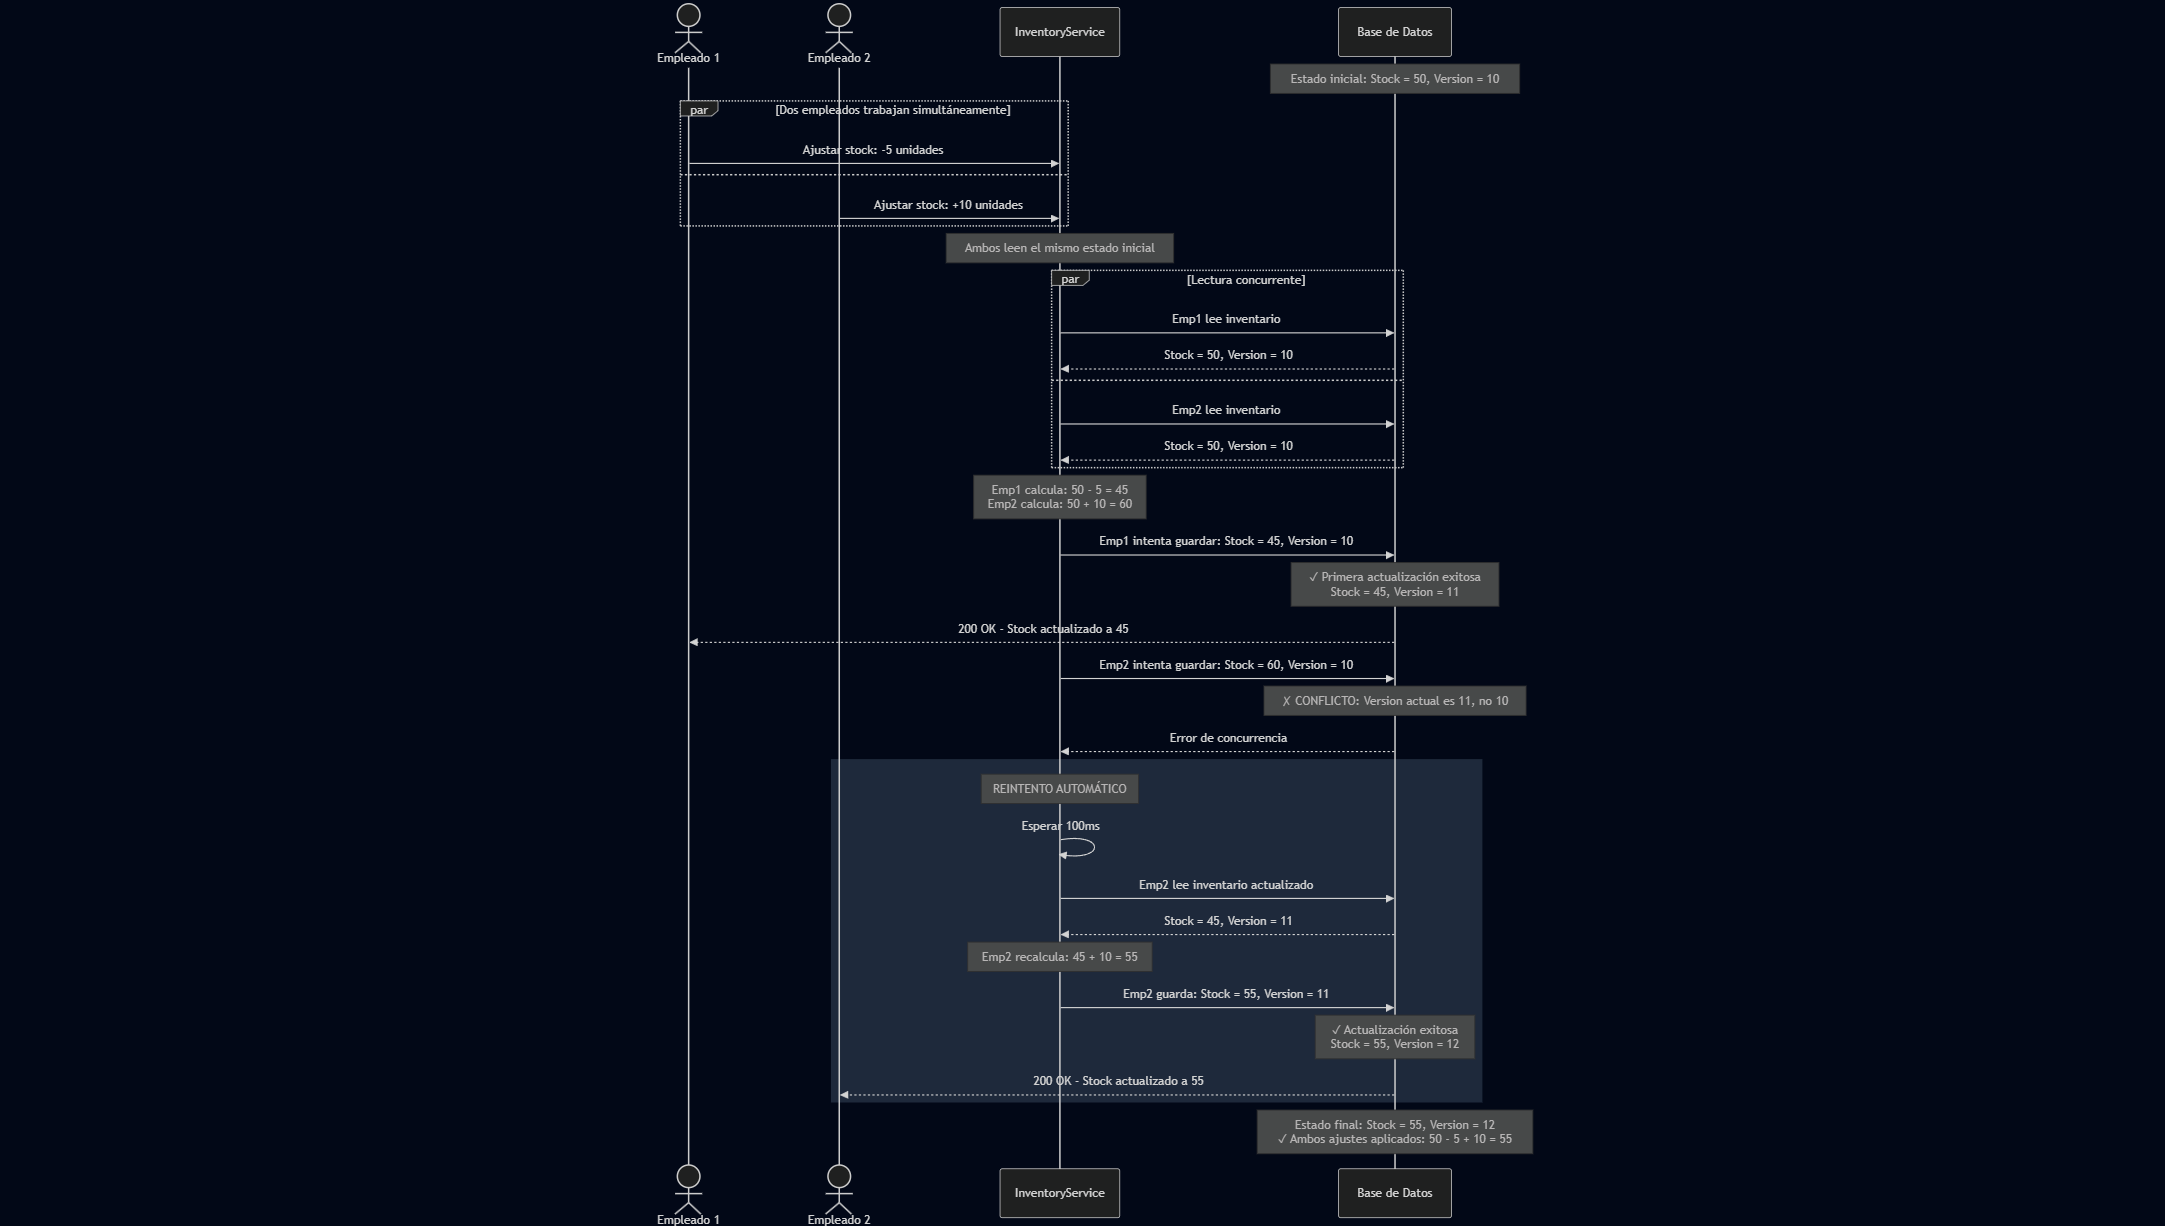 Empleado 1
Empleado 2
InventoryService
Base de Datos
Estado inicial: Stock = 50, Version = 10
par
[Dos empleados trabajan simultáneamente]
Ajustar stock: -5 unidades
Ajustar stock: +10 unidades
Ambos leen el mismo estado inicial
par
[Lectura concurrente]
Emp1 lee inventario
Stock = 50, Version = 10
Emp2 lee inventario
Stock = 50, Version = 10
Emp1 calcula: 50 - 5 = 45
Emp2 calcula: 50 + 10 = 60
Emp1 intenta guardar: Stock = 45, Version = 10
✓ Primera actualización exitosa
Stock = 45, Version = 11
200 OK - Stock actualizado a 45
Emp2 intenta guardar: Stock = 60, Version = 10
✗ CONFLICTO: Version actual es 11, no 10
Error de concurrencia
REINTENTO AUTOMÁTICO
Esperar 100ms
Emp2 lee inventario actualizado
Stock = 45, Version = 11
Emp2 recalcula: 45 + 10 = 55
Emp2 guarda: Stock = 55, Version = 11
✓ Actualización exitosa
Stock = 55, Version = 12
200 OK - Stock actualizado a 55
Estado final: Stock = 55, Version = 12
✓ Ambos ajustes aplicados: 50 - 5 + 10 = 55
Empleado 1
Empleado 2
InventoryService
Base de Datos